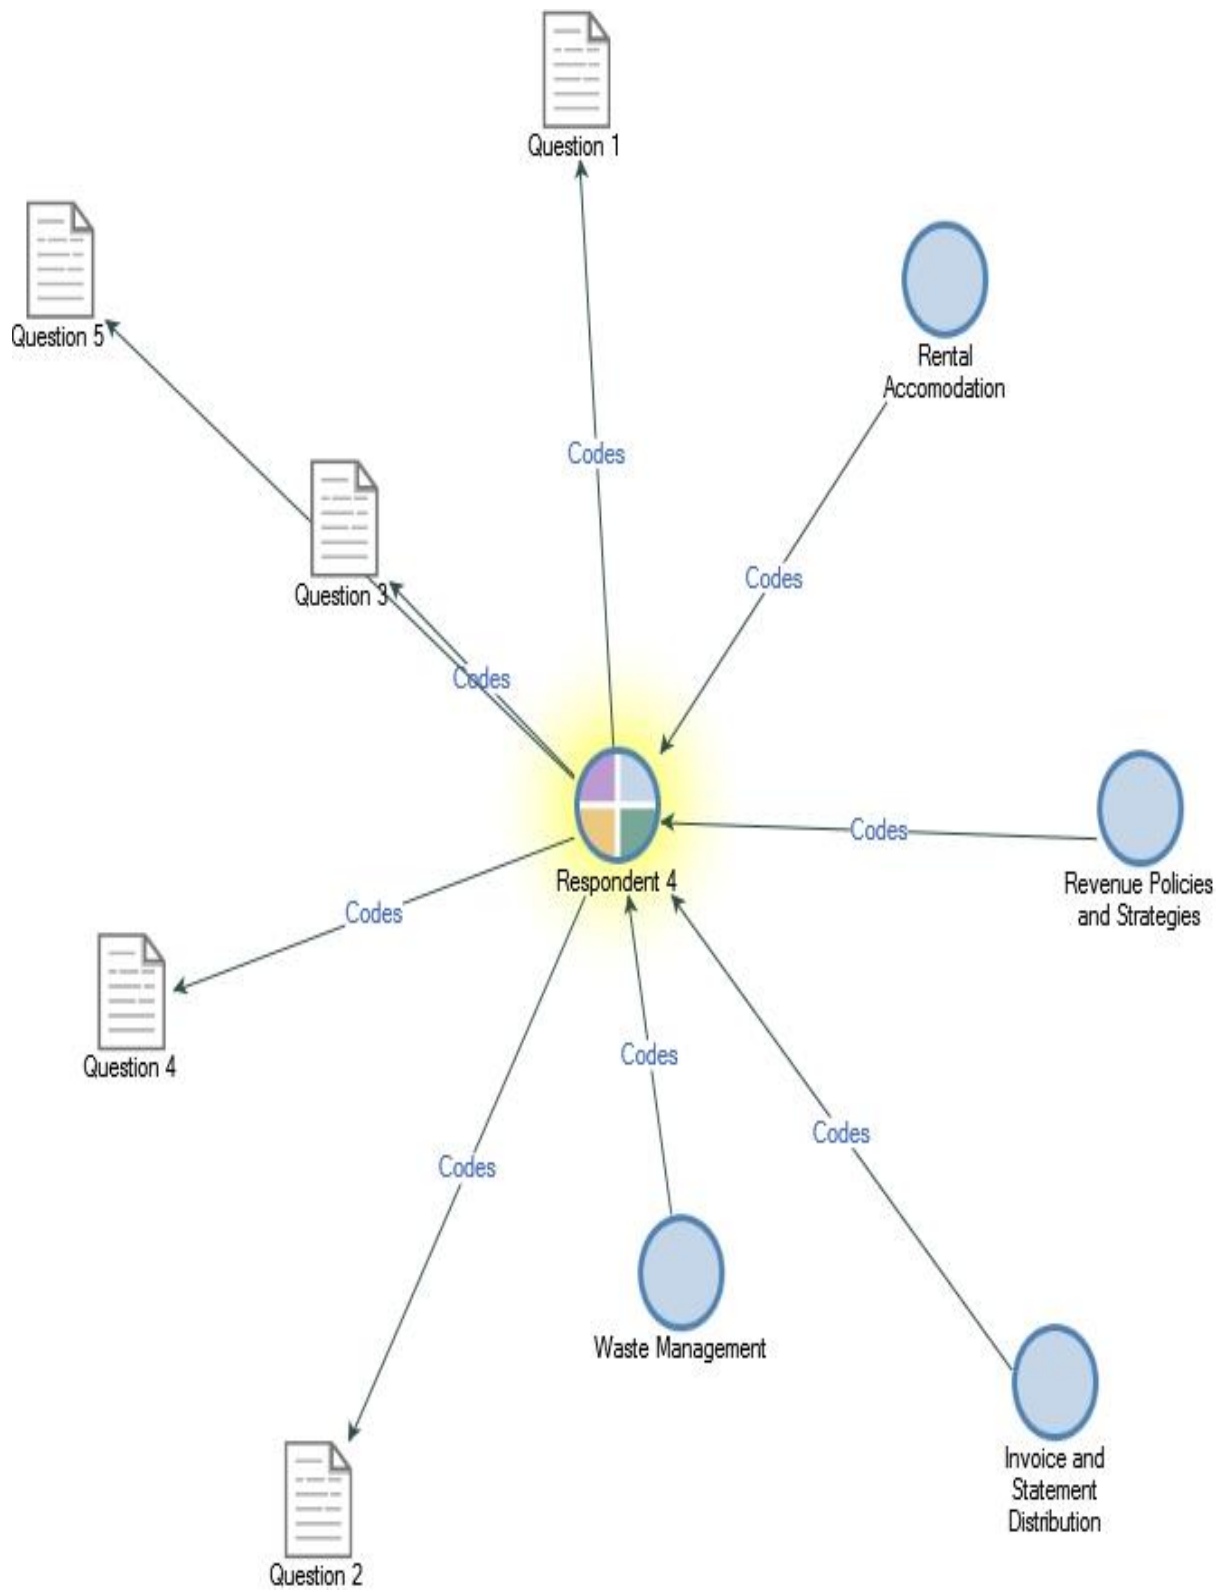 Question 1
Question 5
Rental
Accomodation
Codes
Question 3
Codes
Codes
Codes
Respondent 4
Revenue Policies
and Strategies
Codes
Question 4
Codes
Codes
Codes
Waste Management
Invoice and
Statement
Distribution
Question 2